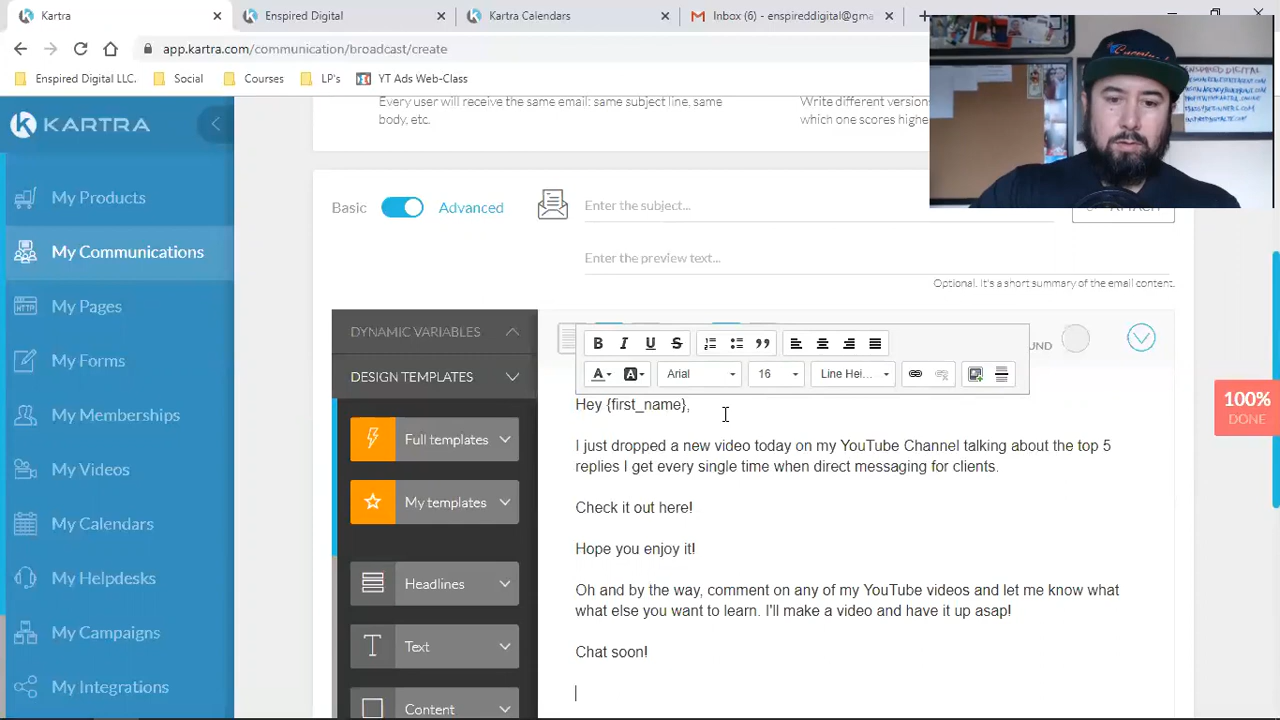 Kartra
Enspired Digital
Kartra Calendars
Inbox (6) - enspireddigital@gma
app.kartra.com/communication/broadcast/create
Enspired Digital LLC.
Social
Courses
LP's
YT Ads Web-Class
KARTRA
My Products
My Communications
My Pages
My Forms
My Memberships
My Videos
My Calendars
My Helpdesks
My Campaigns
My Integrations
Every user will rece
email: same subject line, same
body, etc.
Write different version
which one scores highe
Basic
Advanced
Enter the subject...
ATTACH
Enter the preview text...
Optional. It's a short summary of the email content.
DYNAMIC VARIABLES
DESIGN TEMPLATES
Full templates
My templates
Headlines
Text
Content
B I U S
A A Arial 16 Line Hei...
UND
Hey {first_name},
I just dropped a new video today on my YouTube Channel talking about the top 5
replies I get every single time when direct messaging for clients.
Check it out here!
Hope you enjoy it!
Oh and by the way, comment on any of my YouTube videos and let me know what
what else you want to learn. I'll make a video and have it up asap!
Chat soon!
100%
DONE